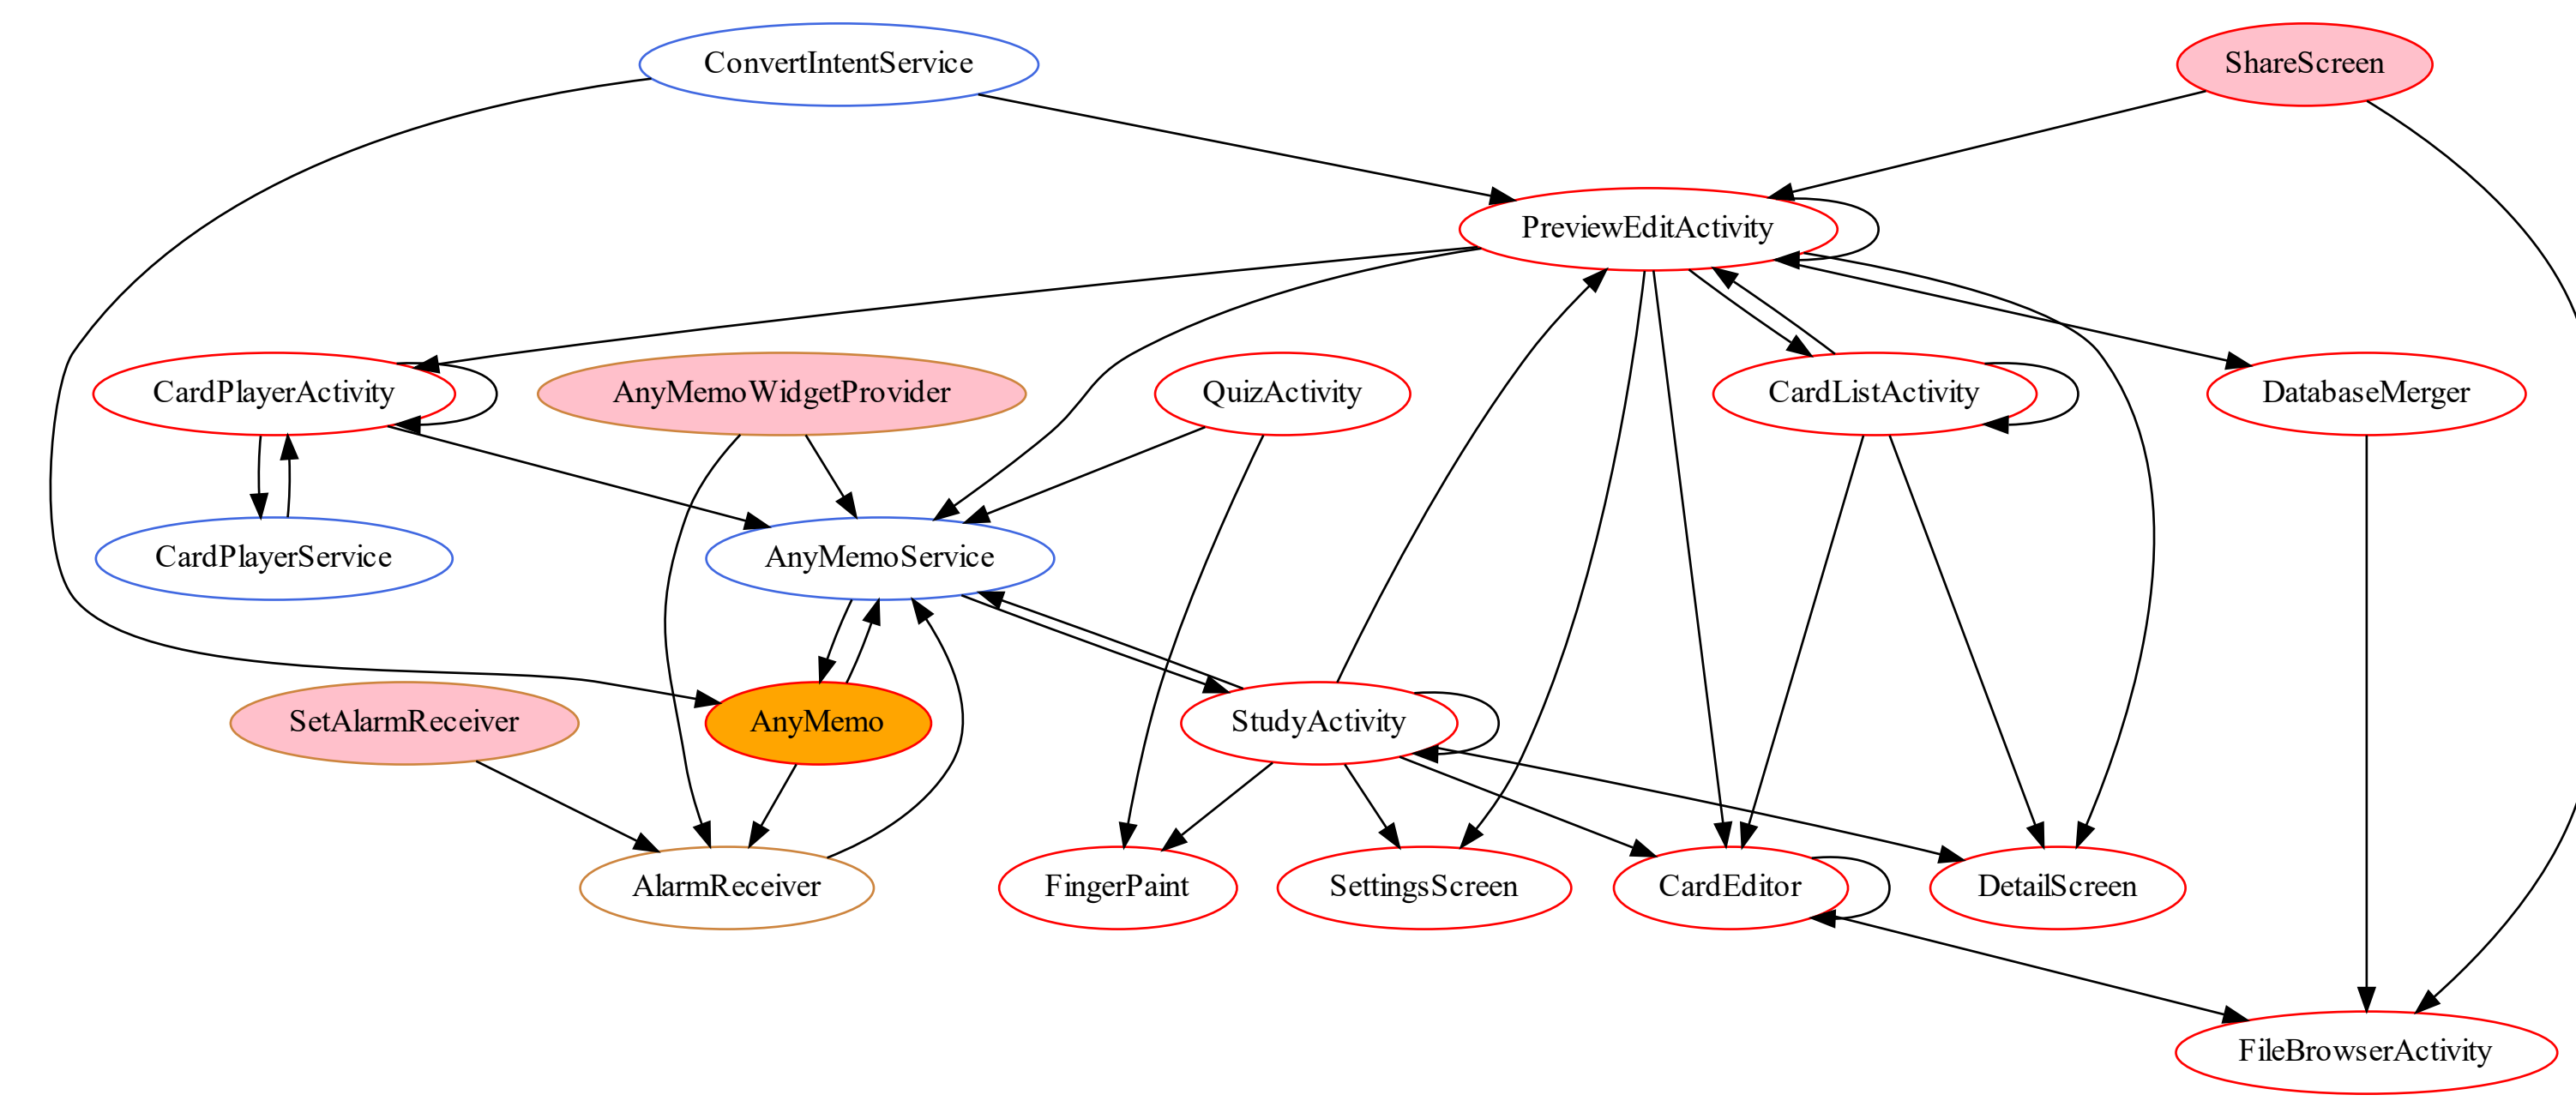 ConvertIntentService
ShareScreen
PreviewEditActivity
CardPlayerActivity
AnyMemoWidgetProvider
QuizActivity
CardListActivity
DatabaseMerger
CardPlayerService
AnyMemoService
SetAlarmReceiver
AnyMemo
StudyActivity
AlarmReceiver
FingerPaint
SettingsScreen
CardEditor
DetailScreen
FileBrowserActivity